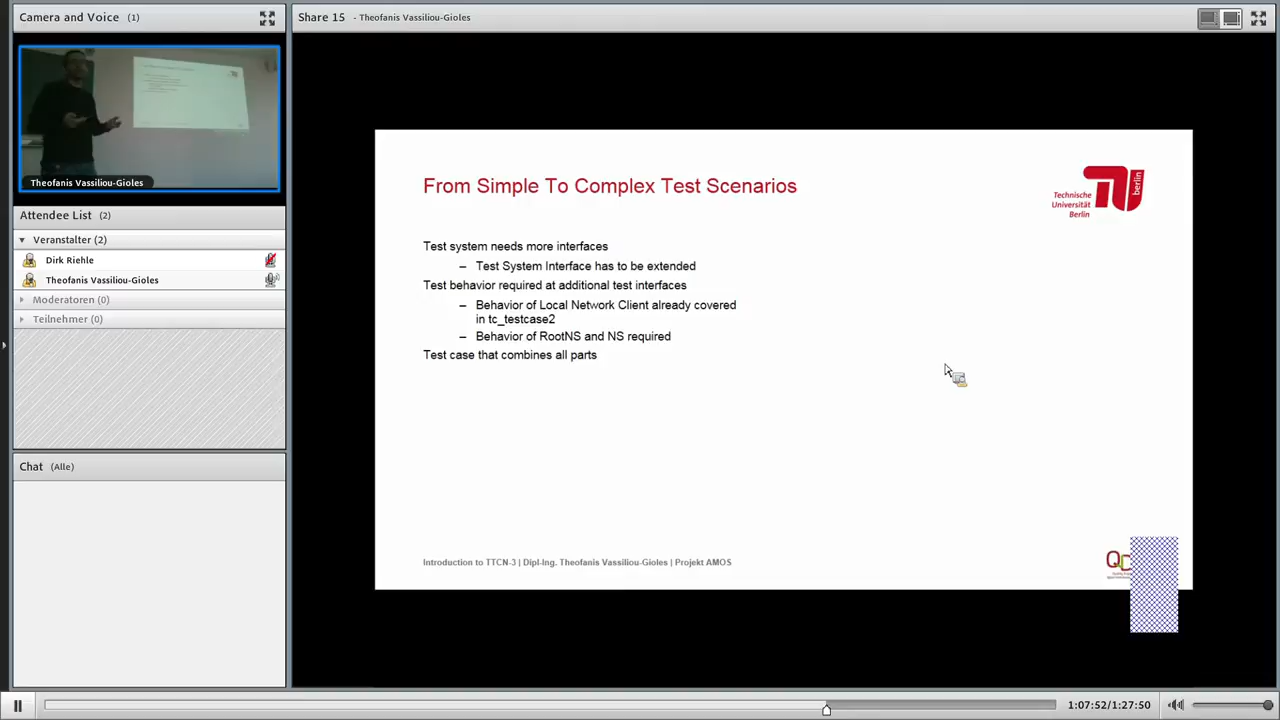 Camera and Voice (1)
Theofanis Vassiliou-Gioles
Attendee List (2)
Veranstalter (2)
Dirk Riehle
Theofanis Vassiliou-Gioles
Moderatoren (0)
Teilnehmer (0)
Chat (Alle)
Share 15 - Theofanis Vassiliou-Gioles
From Simple To Complex Test Scenarios
Technische
Universität
Berlin
berlin
Test system needs more interfaces
– Test System Interface has to be extended
Test behavior required at additional test interfaces
– Behavior of Local Network Client already covered
in tc_testcase2
– Behavior of RootNS and NS required
Test case that combines all parts
Introduction to TTCN-3 | Dipl-Ing. Theofanis Vassiliou-Gioles | Projekt AMOS
1:07:52/1:27:50